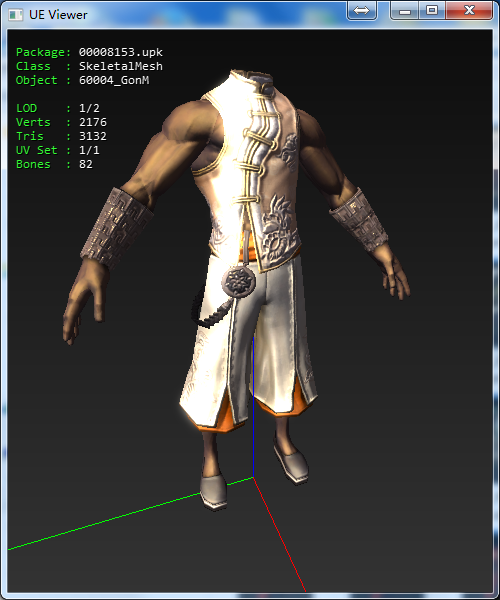 UE Viewer
Package: 00008153.upk
Class  : SkeletalMesh
Object : 60004_GonM
LOD    : 1/2
Verts  : 2176
Tris   : 3132
UV Set : 1/1
Bones  : 82